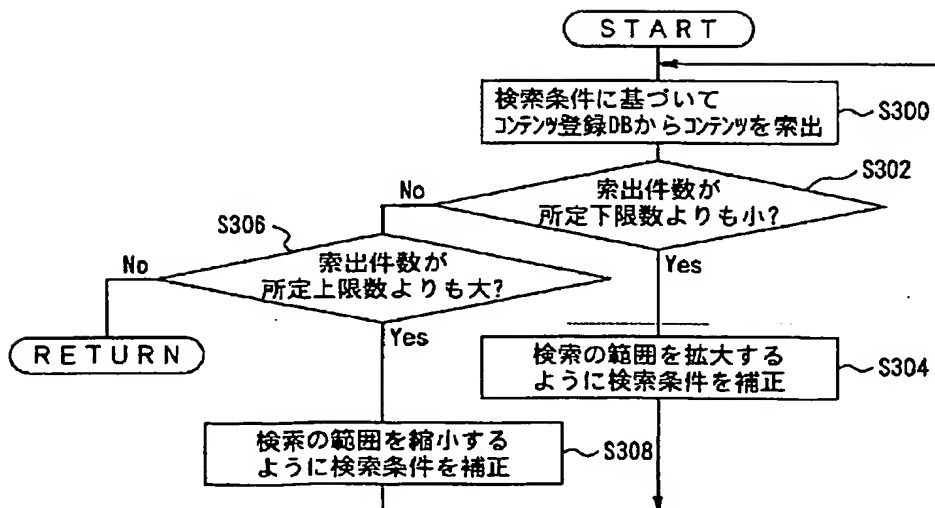 START
検索条件に基づいて
コンテンツ登録DBからコンテンツを索出
S300
S302
索出件数が
所定下限数よりも小?
No
Yes
S306
索出件数が
所定上限数よりも大?
No
Yes
RETURN
検索の範囲を拡大する
ように検索条件を補正
S304
検索の範囲を縮小する
ように検索条件を補正
S308